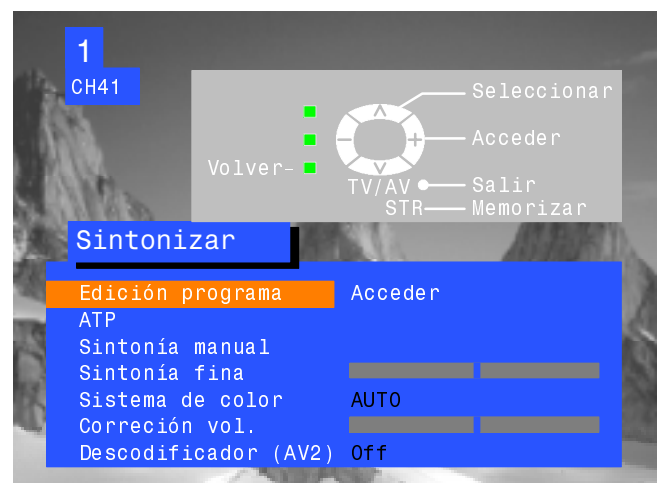 1
CH41
Seleccionar
Acceder
Volver-
TV/AV Salir
STR Memorizar
Sintonizar
Edición programa Acceder
ATP
Sintonía manual
Sintonía fina
Sistema de color AUTO
Correción vol.
Descodificador (AV2) Off